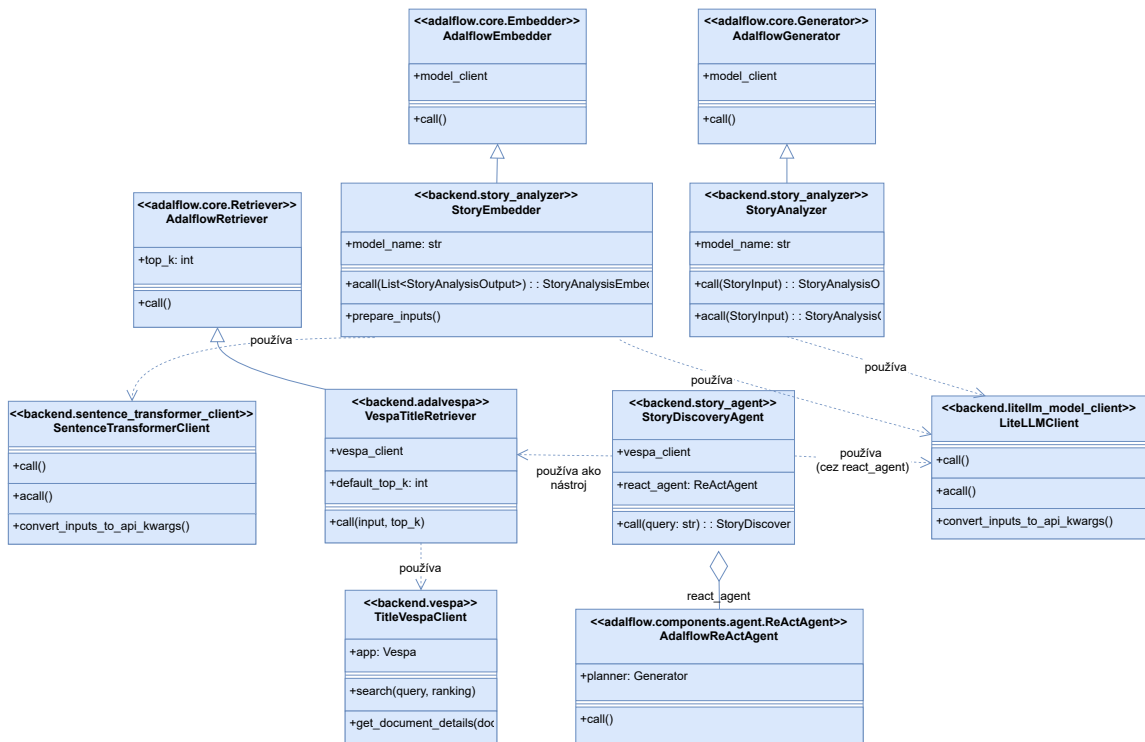 <<adalflow.core.Embedder>>
AdalflowEmbedder
+model_client
+call()
<<adalflow.core.Generator>>
AdalflowGenerator
+model_client
+call()
<<adalflow.core.Retriever>>
AdalflowRetriever
+top_k: int
+call()
<<backend.story_analyzer>>
StoryEmbedder
+model_name: str
+acall(List<StoryAnalysisOutput>) : : StoryAnalysisEmbe
+prepare_inputs()
<<backend.story_analyzer>>
StoryAnalyzer
+model_name: str
+call(StoryInput) : : StoryAnalysisO
+acall(StoryInput) : : StoryAnalysis
používa
používa
používa
<<backend.sentence_transformer_client>>
SentenceTransformerClient
+call()
+acall()
+convert_inputs_to_api_kwargs()
<<backend.adalvespa>>
VespaTitleRetriever
+vespa_client
+default_top_k: int
+call(input, top_k)
používa ako
nástroj
<<backend.story_agent>>
StoryDiscoveryAgent
+vespa_client
+react_agent: ReActAgent
+call(query: str) : : StoryDiscover
používa
(cez react_agent)
<<backend.litellm_model_client>>
LiteLLMClient
+call()
+acall()
+convert_inputs_to_api_kwargs()
používa
<<backend.vespa>>
TitleVespaClient
+app: Vespa
+search(query, ranking)
+get_document_details(doc
react_agent
<<adalflow.components.agent.ReActAgent>>
AdalflowReActAgent
+planner: Generator
+call()